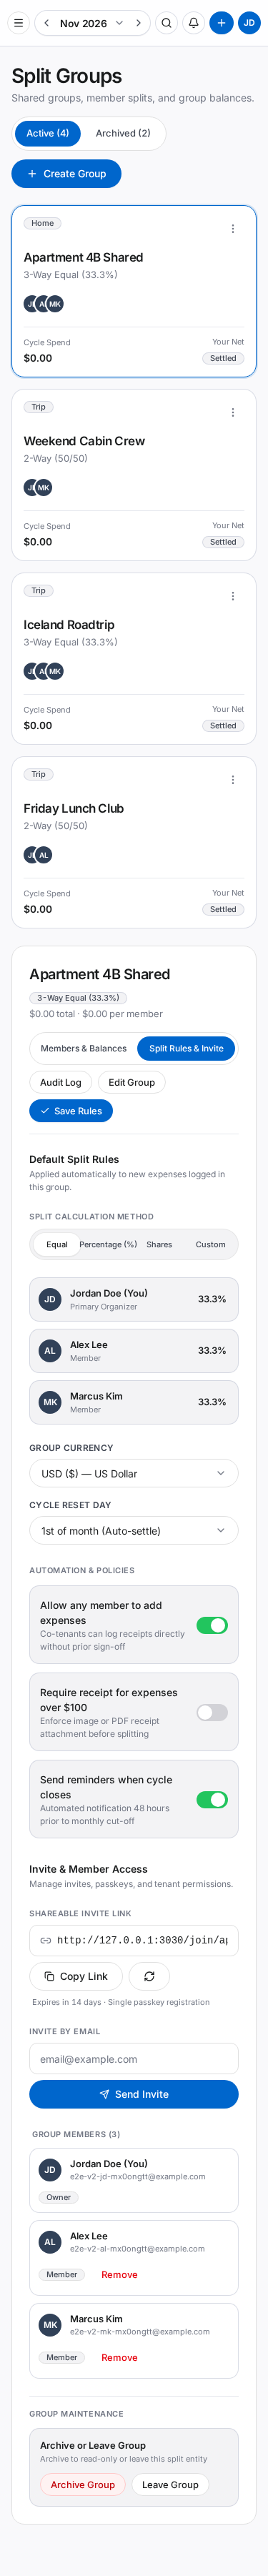 Nov 2026
JD
Split Groups
Shared groups, member splits, and group balances.
Active (4)
Archived (2)
Create Group
Home
Apartment 4B Shared
3-Way Equal (33.3%)
MK
Cycle Spend
Your Net
$0.00
Settled
Trip
Weekend Cabin Crew
2-Way (50/50)
MK
Cycle Spend
Your Net
$0.00
Settled
Trip
Iceland Roadtrip
3-Way Equal (33.3%)
MK
Cycle Spend
Your Net
$0.00
Settled
Trip
Friday Lunch Club
2-Way (50/50)
AL
Cycle Spend
Your Net
$0.00
Settled
Apartment 4B Shared
3-Way Equal (33.3%)
$0.00 total · $0.00 per member
Members & Balances
Split Rules & Invite
Audit Log
Edit Group
Save Rules
Default Split Rules
Applied automatically to new expenses logged in
this group.
SPLIT CALCULATION METHOD
Equal
Percentage (%)
Shares
Custom
JD
Jordan Doe (You)
Primary Organizer
33.3%
AL
Alex Lee
Member
33.3%
MK
Marcus Kim
Member
33.3%
GROUP CURRENCY
USD ($) — US Dollar
CYCLE RESET DAY
1st of month (Auto-settle)
AUTOMATION & POLICIES
Allow any member to add
expenses
Co-tenants can log receipts directly
without prior sign-off
Require receipt for expenses
over $100
Enforce image or PDF receipt
attachment before splitting
Send reminders when cycle
closes
Automated notification 48 hours
prior to monthly cut-off
Invite & Member Access
Manage invites, passkeys, and tenant permissions.
SHAREABLE INVITE LINK
http://127.0.0.1:3030/join/ap
Copy Link
Expires in 14 days · Single passkey registration
INVITE BY EMAIL
email@example.com
Send Invite
GROUP MEMBERS (3)
JD
Jordan Doe (You)
e2e-v2-jd-mx0ongtt@example.com
Owner
AL
Alex Lee
e2e-v2-al-mx0ongtt@example.com
Member
Remove
MK
Marcus Kim
e2e-v2-mk-mx0ongtt@example.com
Member
Remove
GROUP MAINTENANCE
Archive or Leave Group
Archive to read-only or leave this split entity
Archive Group
Leave Group